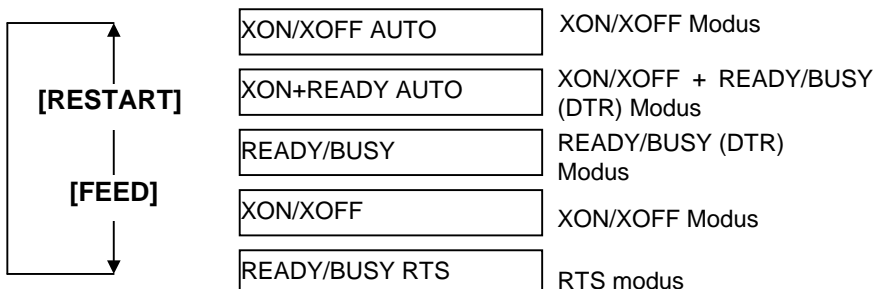 XON/XOFF AUTO
XON/XOFF Modus
[RESTART]
XON+READY AUTO
XON/XOFF + READY/BUSY
(DTR) Modus
READY/BUSY
READY/BUSY (DTR)
Modus
[FEED]
XON/XOFF
XON/XOFF Modus
READY/BUSY RTS
RTS modus